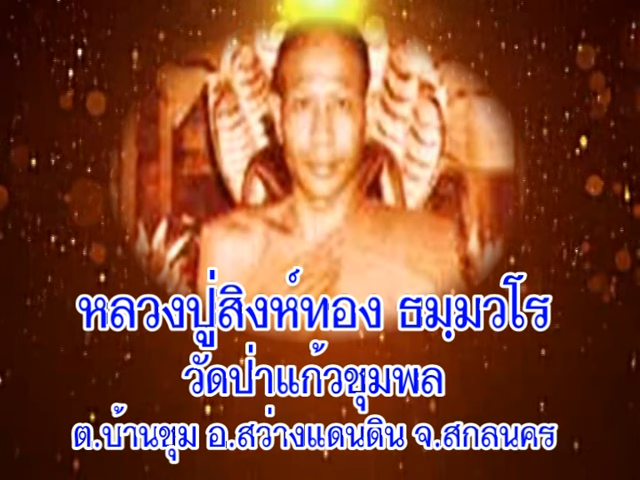 หลวงปู่สิงห์ทอง ธมฺมวโร
วัดป่าแก้วชุมพล
ต.บ้านชุม อ.สว่างแดนดิน จ.สกลนคร